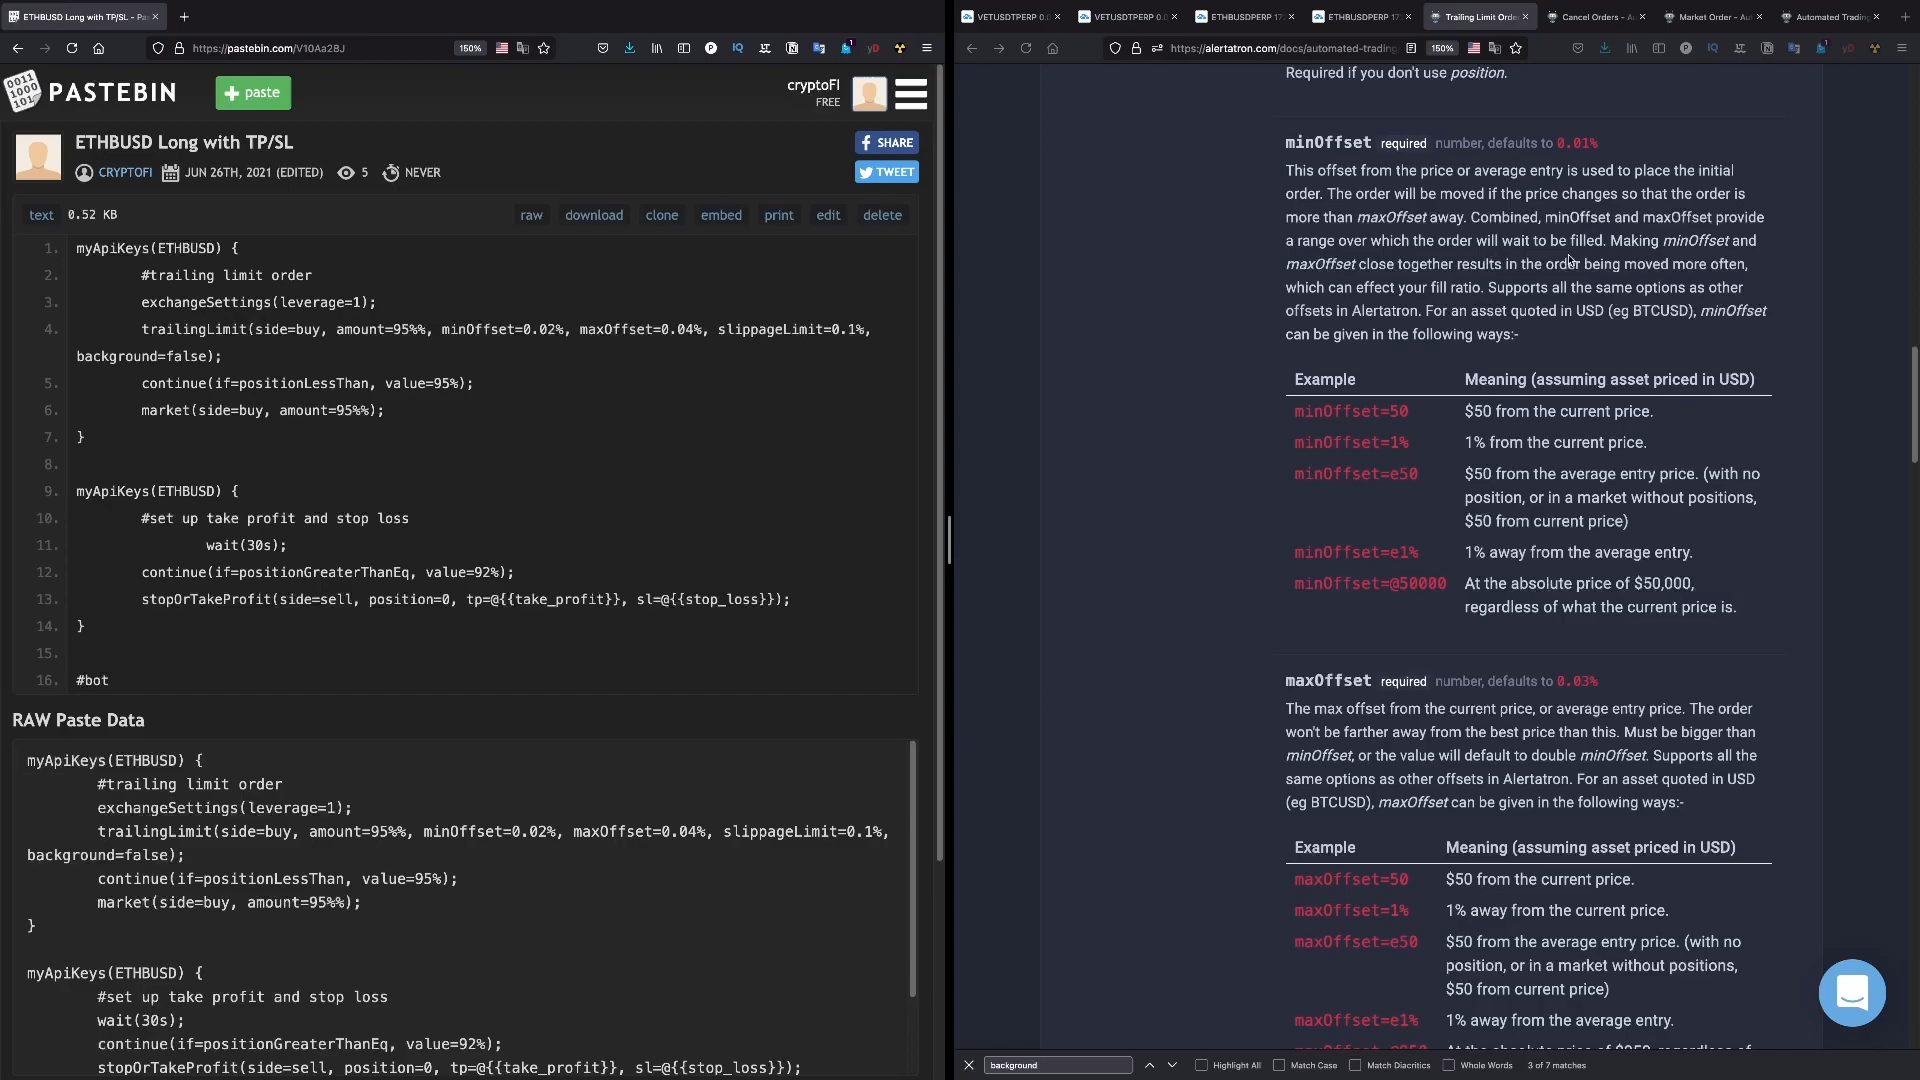 ETHBUSD Long with TP/SL - Pa
VETUSDTPERP 0.0
VETUSDTPERP 0.0
ETHBUSDPERP 17
ETHBUSDPERP 17
Trailing Limit Orde
Cancel Orders - Au
Market Order - Aut
Automated Trading
https://pastebin.com/V10Aa28J
150%
https://alertatron.com/docs/automated-trading
150%
PASTEBIN
paste
cryptoFI
FREE
ETHBUSD Long with TP/SL
CRYPTOFI JUN 26TH, 2021 (EDITED) 5 NEVER
SHARE
TWEET
text 0.52 KB
raw download clone embed print edit delete
1. myApiKeys(ETHBUSD) {
2. #trailing limit order
3. exchangeSettings(leverage=1);
4. trailingLimit(side=buy, amount=95%%, minOffset=0.02%, maxOffset=0.04%, slippageLimit=0.1%,
background=false);
5. continue(if=positionLessThan, value=95%);
6. market(side=buy, amount=95%%);
7. }
8.
9. myApiKeys(ETHBUSD) {
10. #set up take profit and stop loss
11. wait(30s);
12. continue(if=positionGreaterThanEq, value=92%);
13. stopOrTakeProfit(side=sell, position=0, tp=@{{take_profit}}, sl=@{{stop_loss}});
14. }
15.
16. #bot
RAW Paste Data
myApiKeys(ETHBUSD) {
#trailing limit order
exchangeSettings(leverage=1);
trailingLimit(side=buy, amount=95%%, minOffset=0.02%, maxOffset=0.04%, slippageLimit=0.1%,
background=false);
continue(if=positionLessThan, value=95%);
market(side=buy, amount=95%%);
}
myApiKeys(ETHBUSD) {
#set up take profit and stop loss
wait(30s);
continue(if=positionGreaterThanEq, value=92%);
stopOrTakeProfit(side=sell, position=0, tp=@{{take_profit}}, sl=@{{stop_loss}});
Required if you don't use position.
minOffset required number, defaults to 0.01%
This offset from the price or average entry is used to place the initial
order. The order will be moved if the price changes so that the order is
more than maxOffset away. Combined, minOffset and maxOffset provide
a range over which the order will wait to be filled. Making minOffset and
maxOffset close together results in the order being moved more often,
which can effect your fill ratio. Supports all the same options as other
offsets in Alertatron. For an asset quoted in USD (eg BTCUSD), minOffset
can be given in the following ways:-
Example Meaning (assuming asset priced in USD)
minOffset=50 $50 from the current price.
minOffset=1% 1% from the current price.
minOffset=e50 $50 from the average entry price. (with no
position, or in a market without positions,
$50 from current price)
minOffset=e1% 1% away from the average entry.
minOffset=@50000 At the absolute price of $50,000,
regardless of what the current price is.
maxOffset required number, defaults to 0.03%
The max offset from the current price, or average entry price. The order
won't be farther away from the best price than this. Must be bigger than
minOffset, or the value will default to double minOffset. Supports all the
same options as other offsets in Alertatron. For an asset quoted in USD
(eg BTCUSD), maxOffset can be given in the following ways:-
Example Meaning (assuming asset priced in USD)
maxOffset=50 $50 from the current price.
maxOffset=1% 1% away from the current price.
maxOffset=e50 $50 from the average entry price. (with no
position, or in a market without positions,
$50 from current price)
maxOffset=e1% 1% away from the average entry.
background Highlight All Match Case Match Diacritics Whole Words 3 of 7 matches